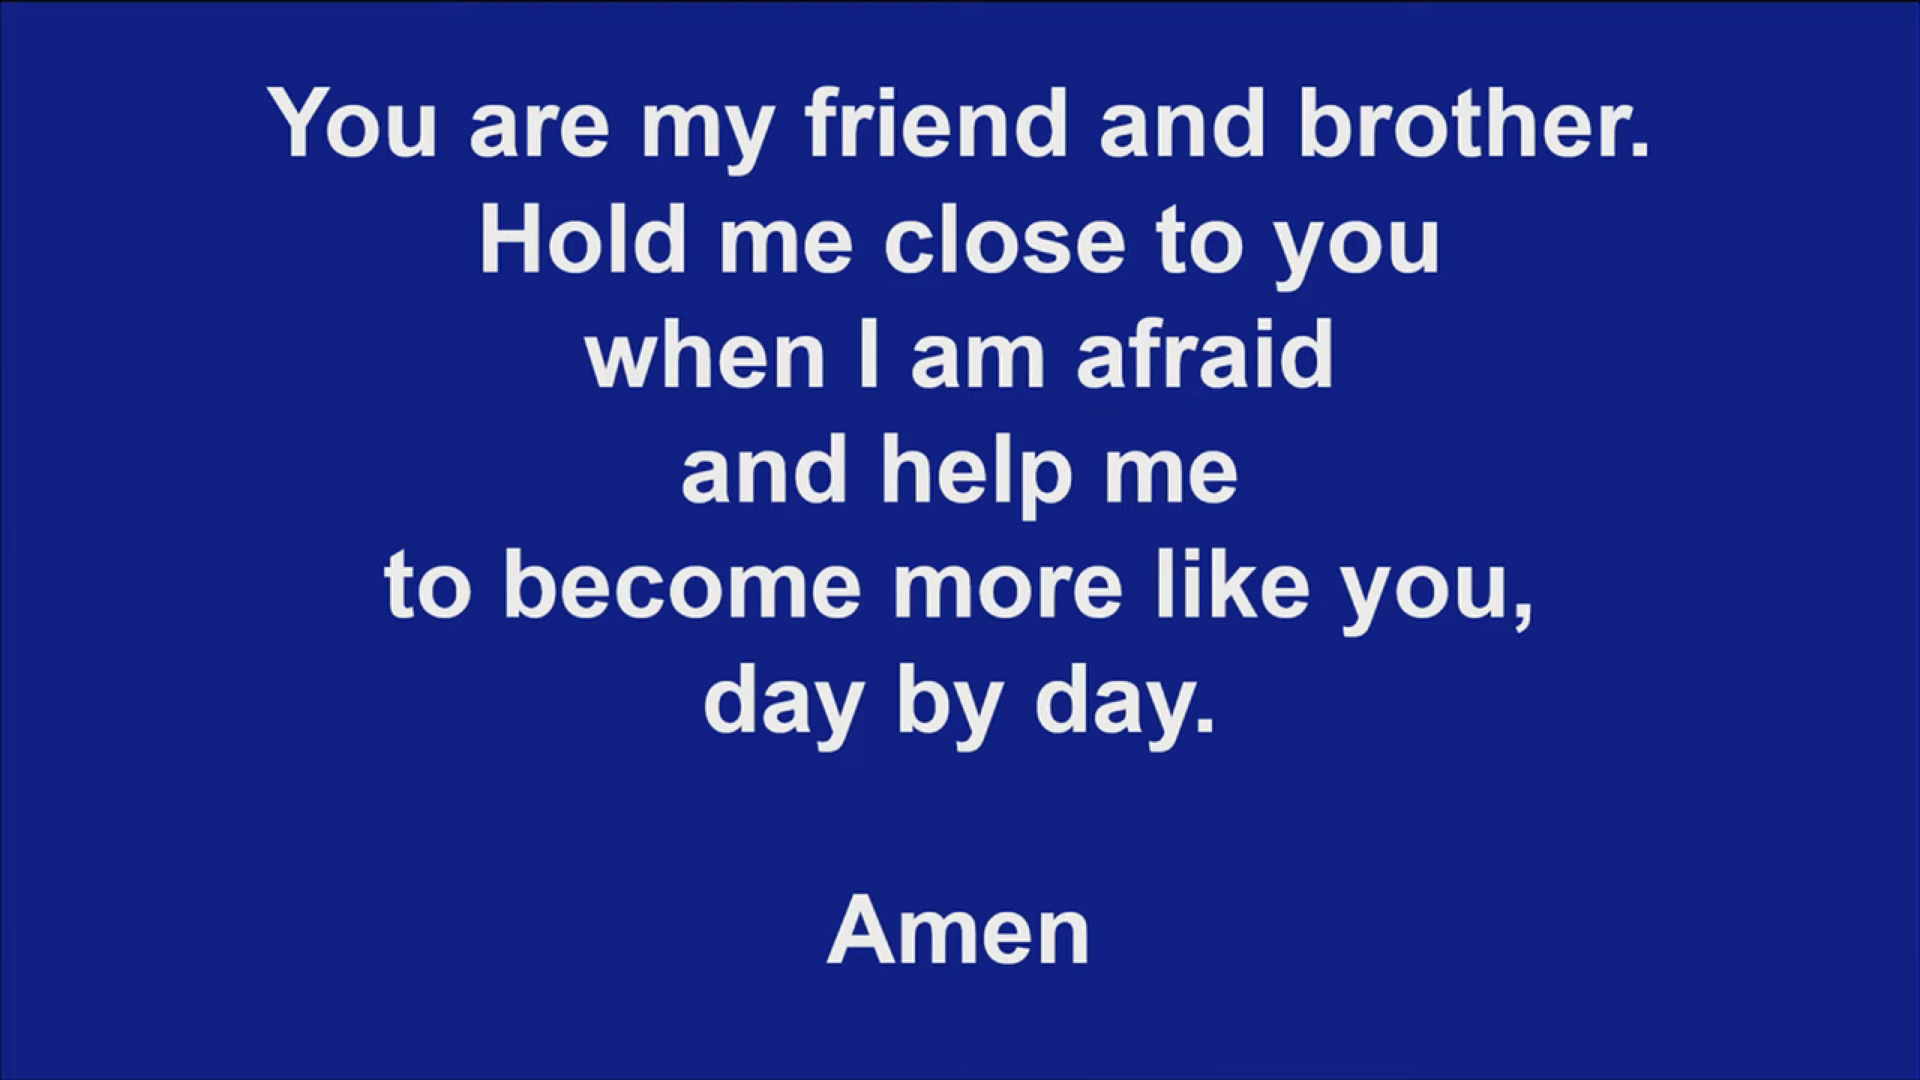 You are my friend and brother.
Hold me close to you
when I am afraid
and help me
to become more like you,
day by day.
Amen